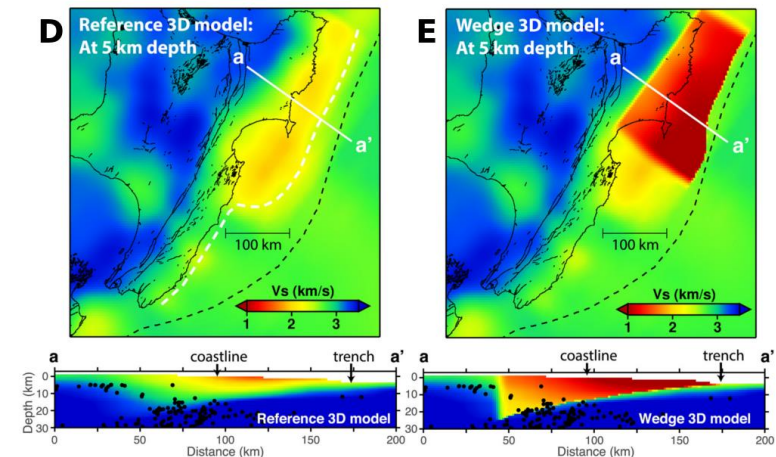 D
Reference 3D model:
At 5 km depth
a
a'
100 km
Vs (km/s)
1 2 3
a coastline trench a'
Depth (km)
0
10
20
30
Reference 3D model
0 50 100 150 200
Distance (km)
E
Wedge 3D model:
At 5 km depth
a
a'
100 km
Vs (km/s)
1 2 3
a coastline trench a'
0
10
20
30
Wedge 3D model
0 50 100 150 200
Distance (km)